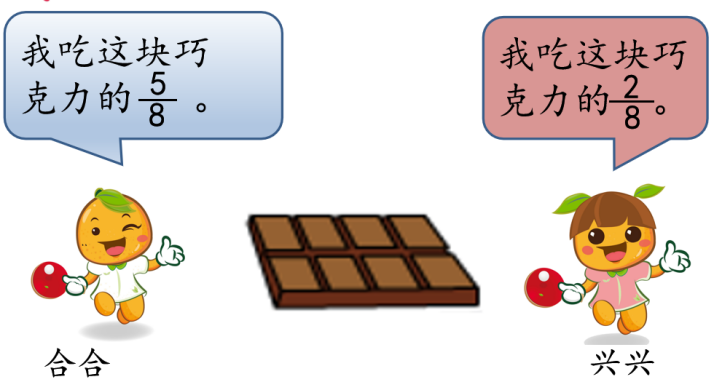 我吃这块巧
克力的5/8。
我吃这块巧
克力的2/8。
合合
兴兴